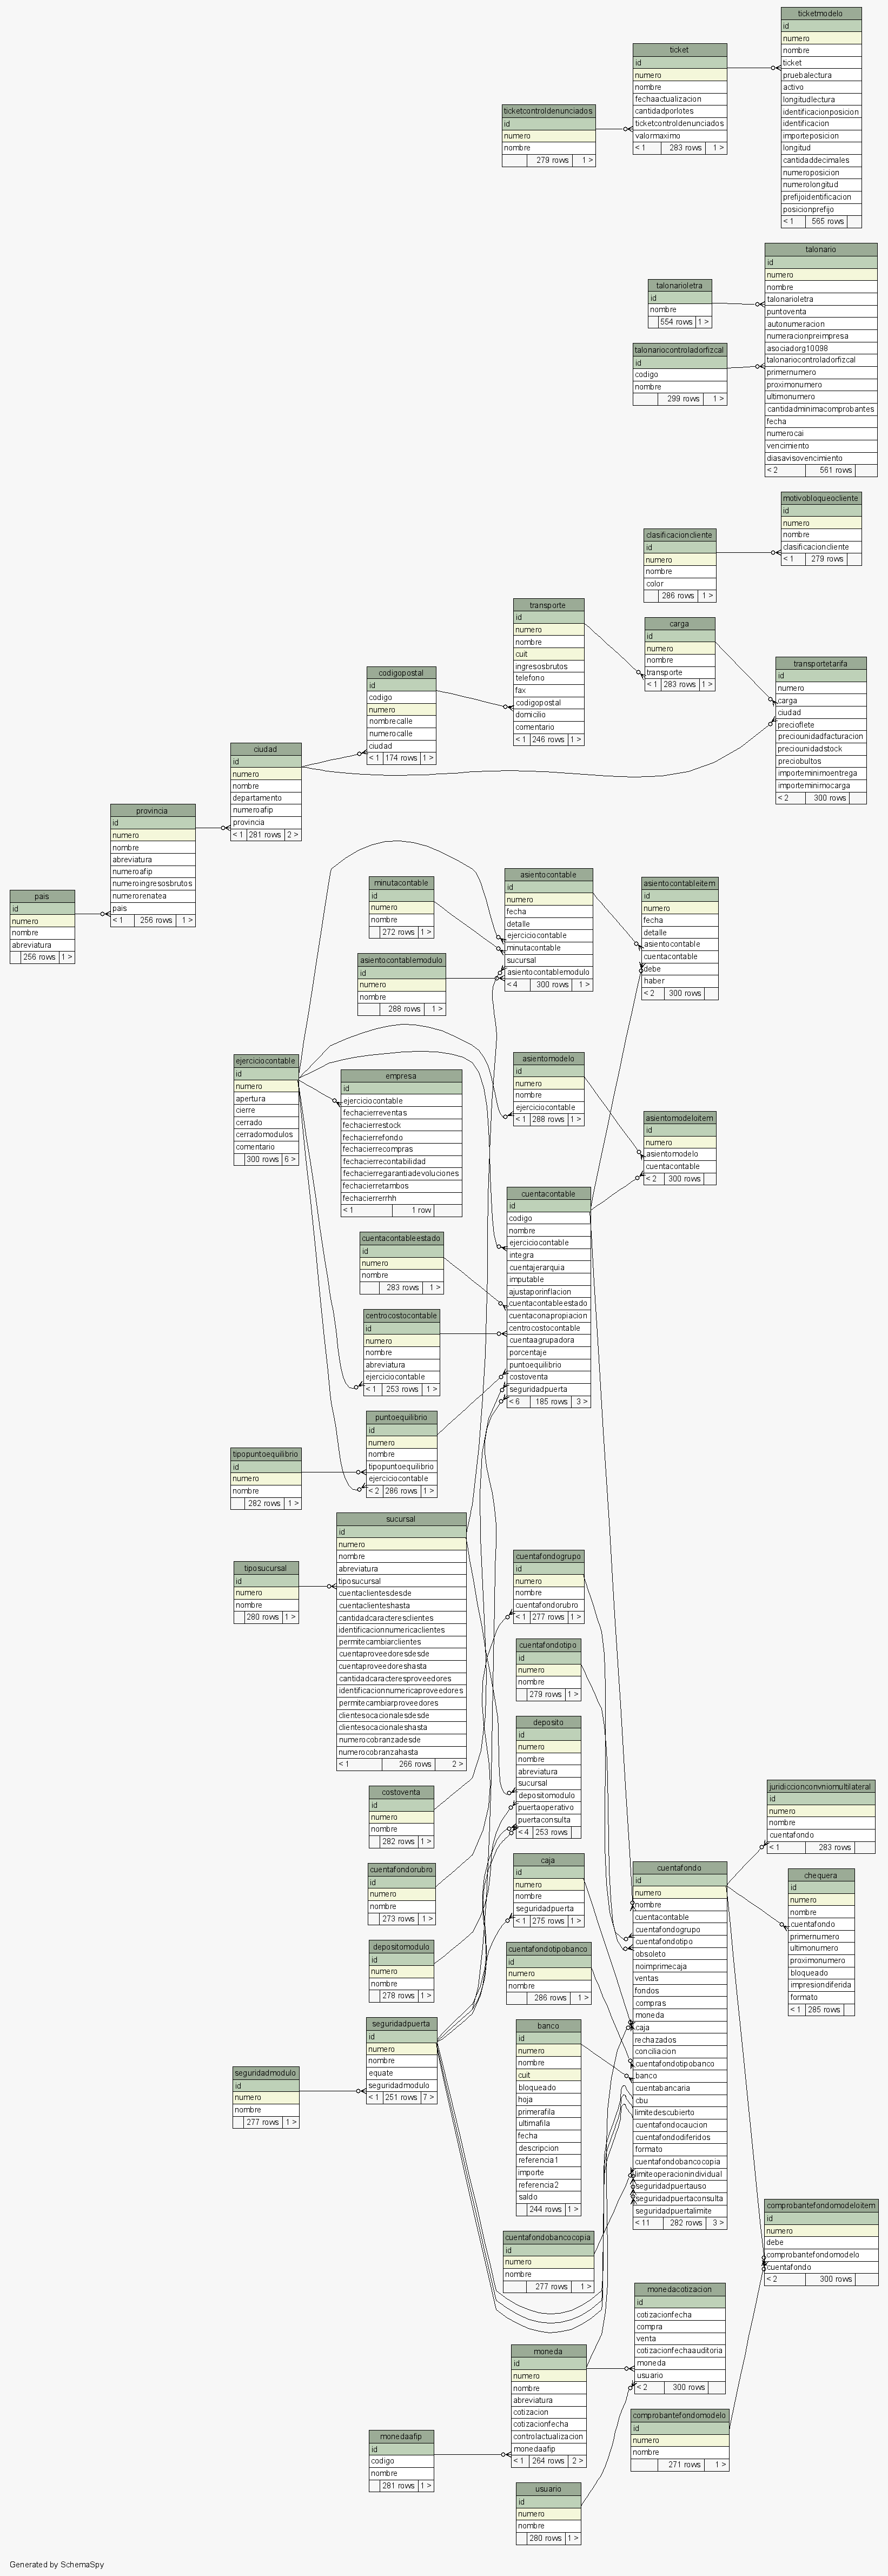 ticketmodelo
id
numero
nombre
ticket
pruebalectura
activo
longitudlectura
identificacionposicion
identificacion
importeposicion
longitud
cantidaddecimales
numeroposicion
numerolongitud
prefijoidentificacion
posicionprefijo
< 1 565 rows
ticket
id
numero
nombre
fechaactualizacion
cantidadporlotes
ticketcontroldenunciados
valormaximo
< 1 283 rows 1 >
ticketcontroldenunciados
id
numero
nombre
279 rows 1 >
talonario
id
numero
nombre
talonarioletra
puntoventa
autonumeracion
numeracionpreimpresa
asociadorg10098
talonariocontroladorfizcal
primernumero
proximonumero
ultimonumero
cantidadminimacomprobantes
fecha
numerocai
vencimiento
diasavisovencimiento
< 2 561 rows
talonarioletra
id
nombre
554 rows 1 >
talonariocontroladorfizcal
id
codigo
nombre
299 rows 1 >
motivobloqueocliente
id
numero
nombre
clasificacioncliente
< 1 279 rows
clasificacioncliente
id
numero
nombre
color
286 rows 1 >
transporte
id
numero
nombre
cuit
ingresosbrutos
telefono
fax
codigopostal
domicilio
comentario
< 1 246 rows 1 >
carga
id
numero
nombre
transporte
< 1 283 rows 1 >
transportetarifa
id
numero
carga
ciudad
precioflete
preciounidadfacturacion
preciounidadstock
preciobultos
importeminimoentrega
importeminimocarga
< 2 300 rows
codigopostal
id
codigo
numero
nombrecalle
numerocalle
ciudad
< 1 174 rows 1 >
ciudad
id
numero
nombre
departamento
numeroafip
provincia
< 1 281 rows 2 >
provincia
id
numero
nombre
abreviatura
numeroafip
numeroingresosbrutos
numerorenatea
pais
< 1 256 rows 1 >
pais
id
numero
nombre
abreviatura
256 rows 1 >
asientocontable
id
numero
fecha
detalle
ejerciciocontable
minutacontable
sucursal
asientocontablemodulo
< 4 300 rows 1 >
minutacontable
id
numero
nombre
272 rows 1 >
asientocontablemodulo
id
numero
nombre
288 rows 1 >
asientocontableitem
id
numero
fecha
detalle
asientocontable
cuentacontable
debe
haber
< 2 300 rows
ejerciciocontable
id
numero
apertura
cierre
cerrado
cerradomodulos
comentario
300 rows 6 >
empresa
id
ejerciciocontable
fechacierreventas
fechacierrestock
fechacierrefondo
fechacierrecompras
fechacierrecontabilidad
fechacierregarantiadevoluciones
fechacierretambos
fechacierrerrhh
< 1 1 row
asientomodelo
id
numero
nombre
ejerciciocontable
< 1 288 rows 1 >
asientomodeloitem
id
numero
asientomodelo
cuentacontable
< 2 300 rows
cuentacontable
id
codigo
nombre
ejerciciocontable
integra
cuentajerarquia
imputable
ajustaporinflacion
cuentacontableestado
cuentaconapropiacion
centrocostocontable
cuentaagrupadora
porcentaje
puntoequilibrio
costoventa
seguridadpuerta
< 6 185 rows 3 >
cuentacontableestado
id
numero
nombre
283 rows 1 >
centrocostocontable
id
numero
nombre
abreviatura
ejerciciocontable
< 1 253 rows 1 >
puntoequilibrio
id
numero
nombre
tipopuntoequilibrio
ejerciciocontable
< 2 286 rows 1 >
tipopuntoequilibrio
id
numero
nombre
282 rows 1 >
sucursal
id
numero
nombre
abreviatura
tiposucursal
cuentaclientesdesde
cuentaclienteshasta
cantidadcaracteresclientes
identificacionnumericaclientes
permitecambiarclientes
cuentaproveedoresdesde
cuentaproveedoreshasta
cantidadcaracteresproveedores
identificacionnumericaproveedores
permitecambiarproveedores
clientesocacionalesdesde
clientesocacionaleshasta
numerocobranzadesde
numerocobranzahasta
< 1 266 rows 2 >
tiposucursal
id
numero
nombre
280 rows 1 >
cuentafondogrupo
id
numero
nombre
cuentafondorubro
< 1 277 rows 1 >
cuentafondotipo
id
numero
nombre
279 rows 1 >
deposito
id
numero
nombre
abreviatura
sucursal
depositomodulo
puertaoperativo
puertaconsulta
< 4 253 rows
costoventa
id
numero
nombre
282 rows 1 >
cuentafondorubro
id
numero
nombre
273 rows 1 >
depositomodulo
id
numero
nombre
278 rows 1 >
caja
id
numero
nombre
seguridadpuerta
< 1 275 rows 1 >
cuentafondotipobanco
id
numero
nombre
286 rows 1 >
seguridadpuerta
id
numero
nombre
equate
seguridadmodulo
< 1 251 rows 7 >
seguridadmodulo
id
numero
nombre
277 rows 1 >
banco
id
numero
nombre
cuit
bloqueado
hoja
primerafila
ultimafila
fecha
descripcion
referencia1
importe
referencia2
saldo
244 rows 1 >
cuentafondobancocopia
id
numero
nombre
277 rows 1 >
cuentafondo
id
numero
nombre
cuentacontable
cuentafondogrupo
cuentafondotipo
obsoleto
noimprimecaja
ventas
fondos
compras
moneda
caja
rechazados
conciliacion
cuentafondotipobanco
banco
cuentabancaria
cbu
limitedescubierto
cuentafondocaucion
cuentafondodiferidos
formato
cuentafondobancocopia
limiteoperacionindividual
seguridadpuertauso
seguridadpuertaconsulta
seguridadpuertalimite
< 11 282 rows 3 >
juridiccionconvniomultilateral
id
numero
nombre
cuentafondo
< 1 283 rows
chequera
id
numero
nombre
cuentafondo
primernumero
ultimonumero
proximonumero
bloqueado
impresiondiferida
formato
< 1 285 rows
comprobantefondomodeloitem
id
numero
debe
comprobantefondomodelo
cuentafondo
< 2 300 rows
monedacotizacion
id
cotizacionfecha
compra
venta
cotizacionfechaauditoria
moneda
usuario
< 2 300 rows
moneda
id
numero
nombre
abreviatura
cotizacion
cotizacionfecha
controlactualizacion
monedaafip
< 1 264 rows 2 >
comprobantefondomodelo
id
numero
nombre
271 rows 1 >
monedaafip
id
codigo
nombre
281 rows 1 >
usuario
id
numero
nombre
280 rows 1 >
Generated by SchemaSpy